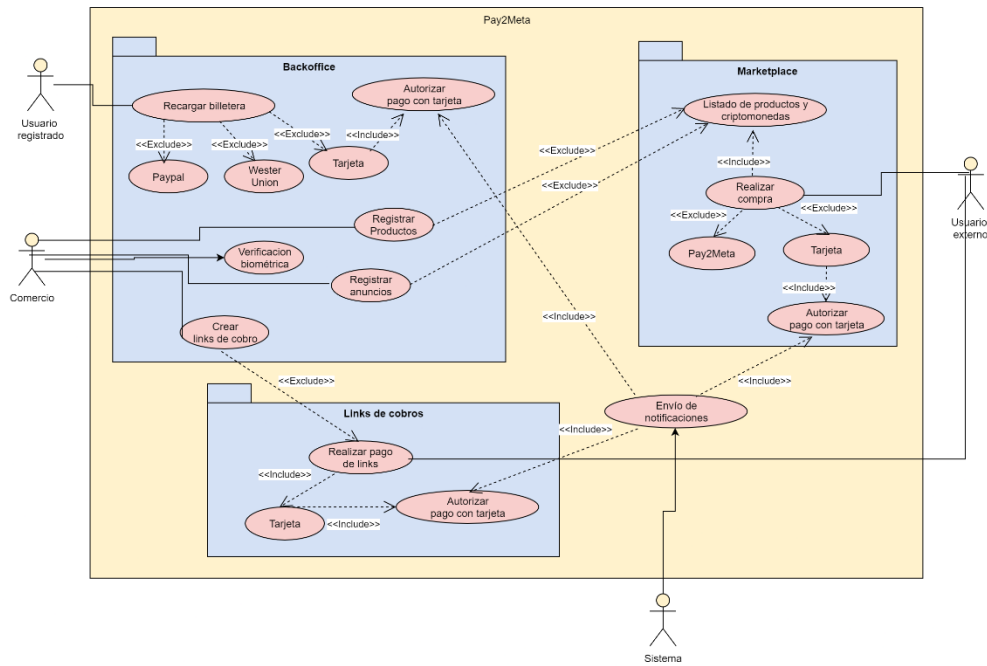 Pay2Meta
Backoffice
Marketplace
Usuario
registrado
Recargar billetera
Autorizar
pago con tarjeta
Listado de productos y
criptomonedas
<<Exclude>>
<<Exclude>>
<<Exclude>>
<<Include>>
<<Exclude>>
<<Include>>
Paypal
Wester
Union
Tarjeta
<<Exclude>>
Realizar
compra
Usuario
externo
<<Exclude>>
<<Exclude>>
Registrar
Productos
Pay2Meta
Tarjeta
Verificacion
biométrica
Comercio
Registrar
anuncios
<<Include>>
Crear
links de cobro
<<Include>>
Autorizar
pago con tarjeta
<<Exclude>>
<<Include>>
Links de cobros
Envío de
notificaciones
<<Include>>
Realizar pago
de links
<<Include>>
Tarjeta
<<Include>>
Autorizar
pago con tarjeta
Sistema